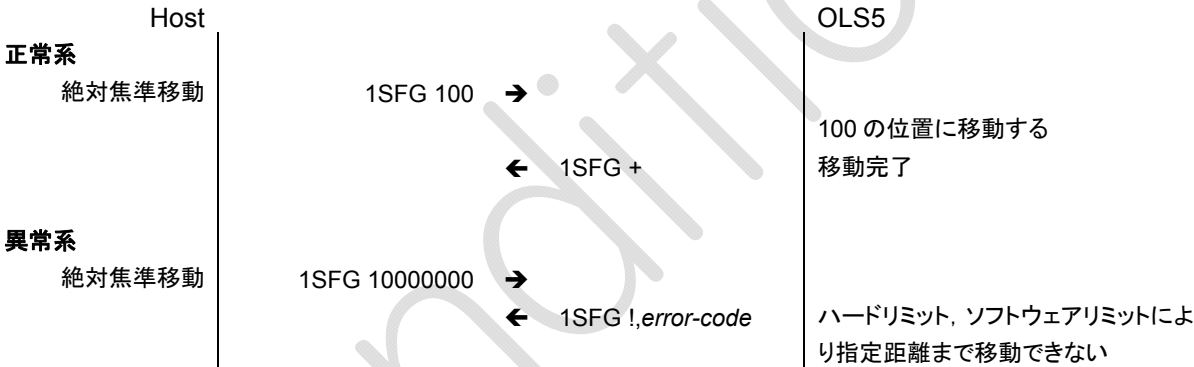 Host OLS5
正常系
絶対焦準移動 1SFG 100 ➔
100 の位置に移動する
🡸 1SFG + 移動完了
異常系
絶対焦準移動 1SFG 10000000 ➔
🡸 1SFG !,error-code ハードリミット,ソフトウェアリミットによ
り指定距離まで移動できない